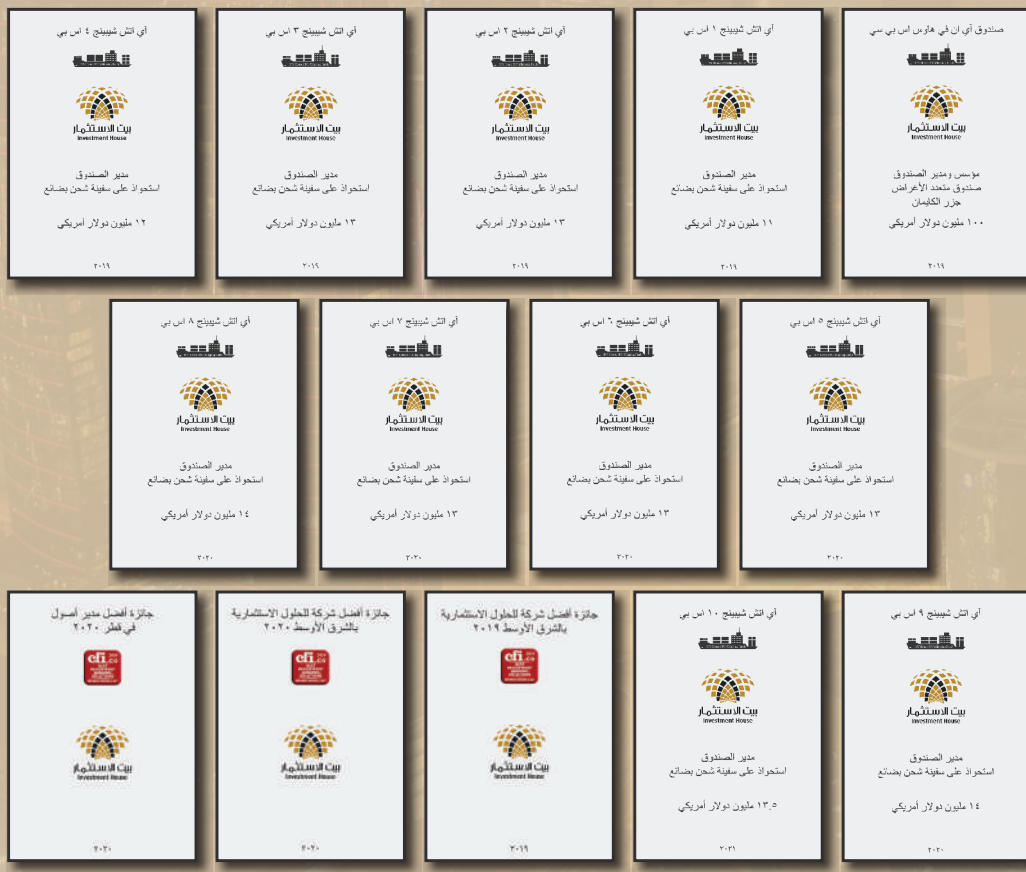 صندوق آي ان في هاوس اس بي سي
بيت الاستثمار
Investment House
مؤسس ومدير الصندوق
صندوق متعدد الأغراض
جزر الكايمان
١٠٠ مليون دولار أمريكي
٢٠١٩
آي اتش شيبينج ١ اس بي
بيت الاستثمار
Investment House
مدير الصندوق
استحواذ على سفينة شحن بضائع
١١ مليون دولار أمريكي
٢٠١٩
آي اتش شيبينج ٢ اس بي
بيت الاستثمار
Investment House
مدير الصندوق
استحواذ على سفينة شحن بضائع
١٣ مليون دولار أمريكي
٢٠١٩
آي اتش شيبينج ٣ اس بي
بيت الاستثمار
Investment House
مدير الصندوق
استحواذ على سفينة شحن بضائع
١٣ مليون دولار أمريكي
٢٠١٩
آي اتش شيبينج ٤ اس بي
بيت الاستثمار
Investment House
مدير الصندوق
استحواذ على سفينة شحن بضائع
١٢ مليون دولار أمريكي
٢٠١٩
آي اتش شيبينج ٥ اس بي
بيت الاستثمار
Investment House
مدير الصندوق
استحواذ على سفينة شحن بضائع
١٣ مليون دولار أمريكي
٢٠٢٠
آي اتش شيبينج ٦ اس بي
بيت الاستثمار
Investment House
مدير الصندوق
استحواذ على سفينة شحن بضائع
١٣ مليون دولار أمريكي
٢٠٢٠
آي اتش شيبينج ٧ اس بي
بيت الاستثمار
Investment House
مدير الصندوق
استحواذ على سفينة شحن بضائع
١٣ مليون دولار أمريكي
٢٠٢٠
آي اتش شيبينج ٨ اس بي
بيت الاستثمار
Investment House
مدير الصندوق
استحواذ على سفينة شحن بضائع
١٤ مليون دولار أمريكي
٢٠٢٠
آي اتش شيبينج ٩ اس بي
بيت الاستثمار
Investment House
مدير الصندوق
استحواذ على سفينة شحن بضائع
١٤ مليون دولار أمريكي
٢٠٢٠
آي اتش شيبينج ١٠ اس بي
بيت الاستثمار
Investment House
مدير الصندوق
استحواذ على سفينة شحن بضائع
١٣.٥ مليون دولار أمريكي
٢٠٢١
جائزة أفضل شركة للحلول الاستثمارية
بالشرق الأوسط ٢٠١٩
cfi.co
بيت الاستثمار
Investment House
٢٠١٩
جائزة أفضل شركة للحلول الاستثمارية
بالشرق الأوسط ٢٠٢٠
cfi.co
بيت الاستثمار
Investment House
٢٠٢٠
جائزة أفضل مدير أصول
في قطر ٢٠٢٠
cfi.co
بيت الاستثمار
Investment House
٢٠٢٠